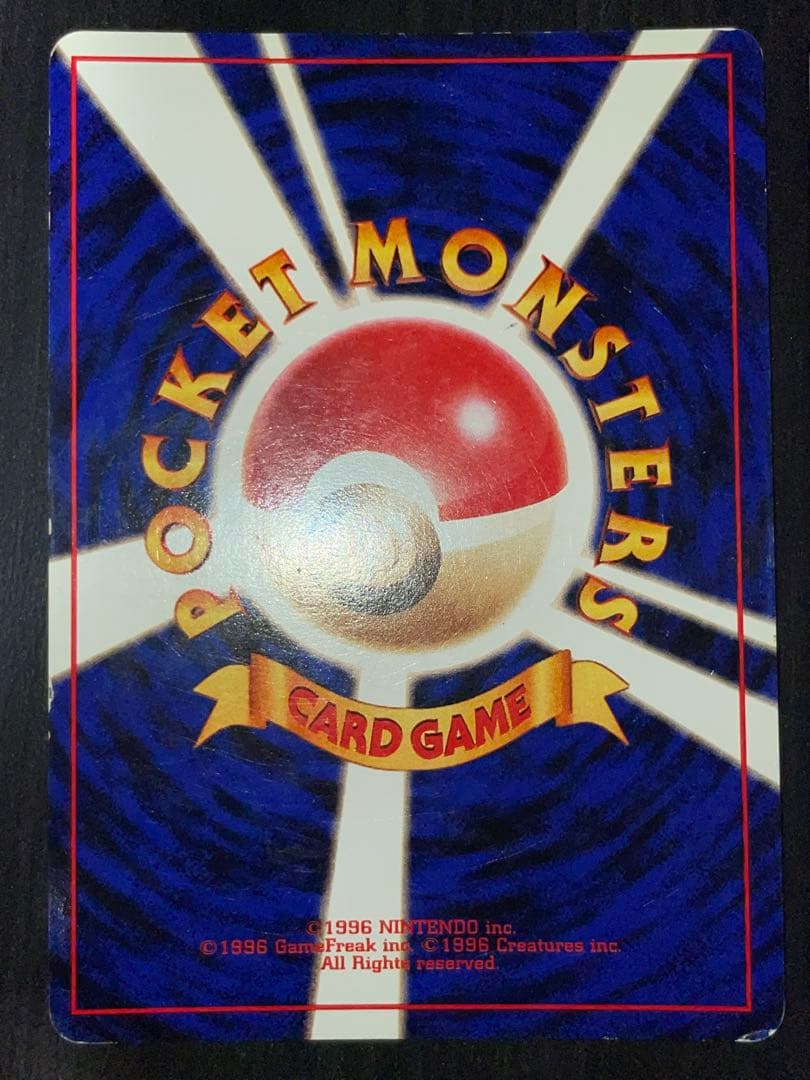 POCKET MONSTERS
CARD GAME
©1996 NINTENDO inc.
©1996 GameFreak inc. ©1996 Creatures inc.
All Rights reserved.